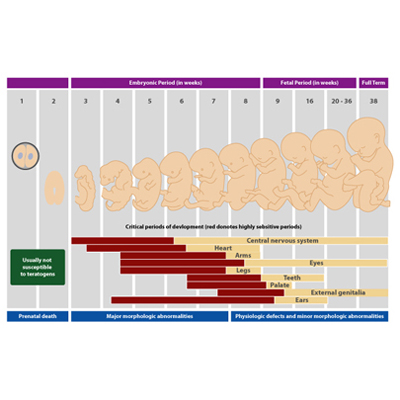 Embryonic Period (in weeks) Fetal Period (in weeks) Full Term
1 2 3 4 5 6 7 8 9 16 20 - 36 38
Critical periods of devlopment (red denotes highly sebsitive periods)
Usually not
susceptible
to teratogens
Central nervous system
Heart
Arms
Eyes
Legs
Teeth
Palate
External genitalia
Ears
Prenatal death Major morphologic abnormalities Physiologic defects and minor morphologic abnormalities